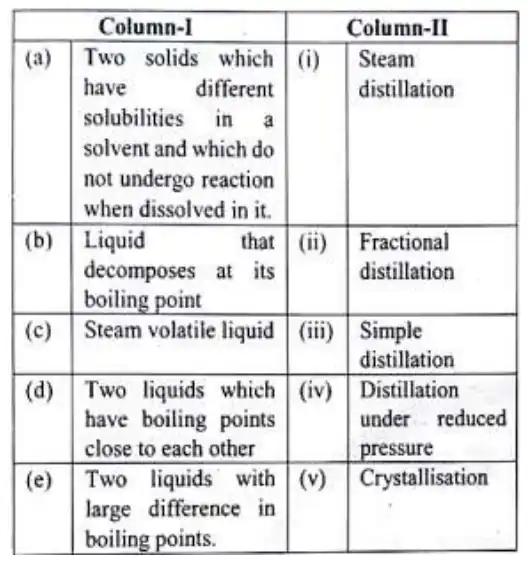 Column-I Column-II
(a) Two solids which (i) Steam
have different distillation
solubilities in a
solvent and which do
not undergo reaction
when dissolved in it.
(b) Liquid that (ii) Fractional
decomposes at its distillation
boiling point
(c) Steam volatile liquid (iii) Simple
distillation
(d) Two liquids which (iv) Distillation
have boiling points under reduced
close to each other pressure
(e) Two liquids with (v) Crystallisation
large difference in
boiling points.